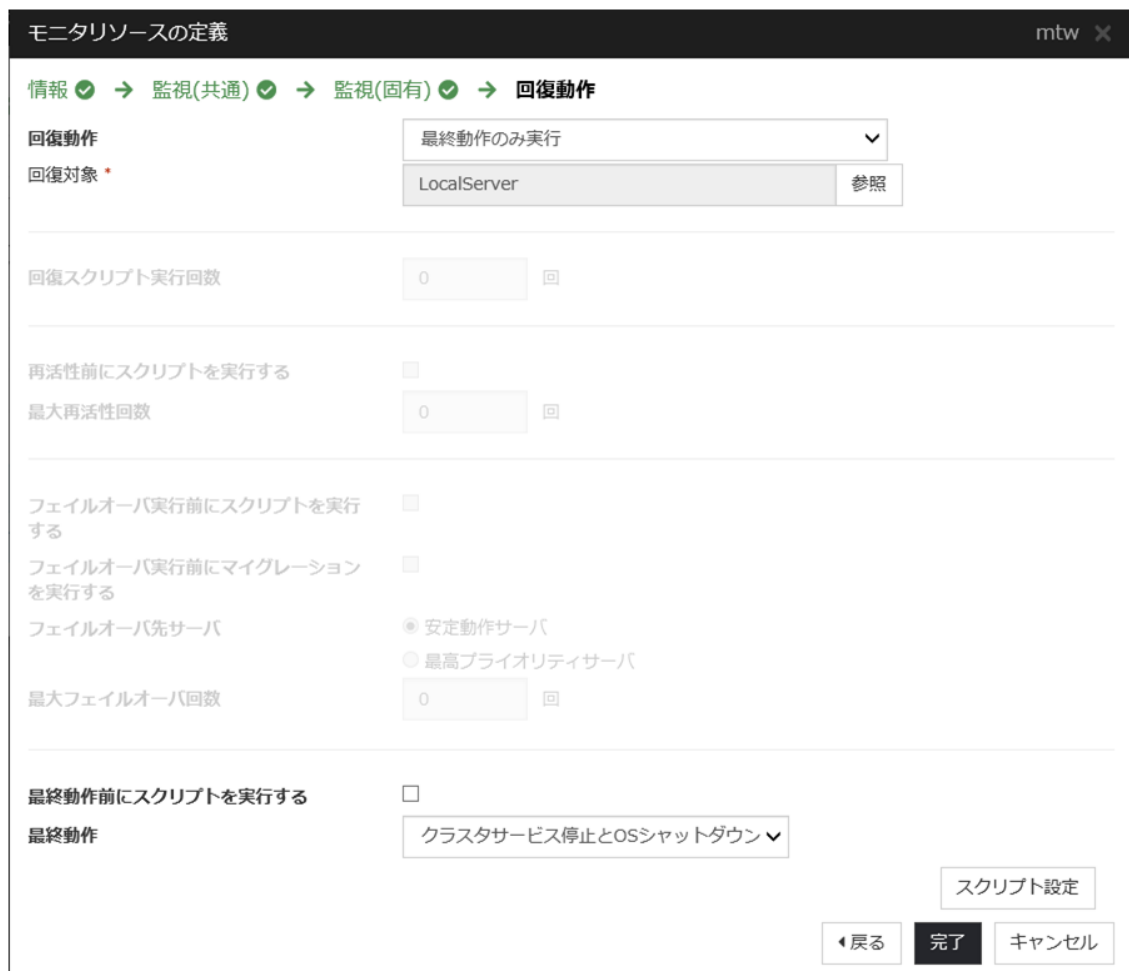 モニタリソースの定義 mtw ×
情報 → 監視(共通) → 監視(固有) → 回復動作
回復動作 最終動作のみ実行
回復対象 * LocalServer 参照
回復スクリプト実行回数 0 回
再活性前にスクリプトを実行する
最大再活性回数 0 回
フェイルオーバ実行前にスクリプトを実行
する
フェイルオーバ実行前にマイグレーション
を実行する
フェイルオーバ先サーバ 安定動作サーバ
最高プライオリティサーバ
最大フェイルオーバ回数 0 回
最終動作前にスクリプトを実行する
最終動作 クラスタサービス停止とOSシャットダウン
スクリプト設定
戻る 完了 キャンセル